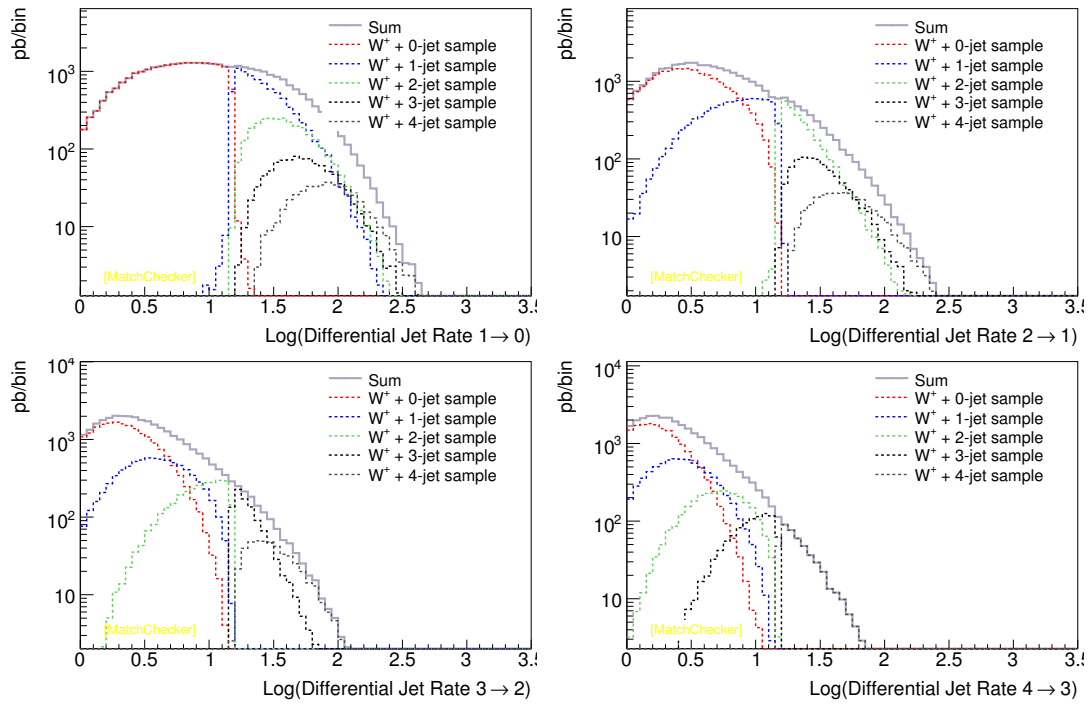 pb/bin
Sum
W+ + 0-jet sample
W+ + 1-jet sample
W+ + 2-jet sample
W+ + 3-jet sample
W+ + 4-jet sample
10³
10²
10
[MatchChecker]
0 0.5 1 1.5 2 2.5 3 3.5
Log(Differential Jet Rate 1→0)
pb/bin
Sum
W+ + 0-jet sample
W+ + 1-jet sample
W+ + 2-jet sample
W+ + 3-jet sample
W+ + 4-jet sample
10³
10²
10
[MatchChecker]
0 0.5 1 1.5 2 2.5 3 3.5
Log(Differential Jet Rate 2→1)
pb/bin
10⁴
Sum
W+ + 0-jet sample
W+ + 1-jet sample
W+ + 2-jet sample
W+ + 3-jet sample
W+ + 4-jet sample
10³
10²
10
[MatchChecker]
0 0.5 1 1.5 2 2.5 3 3.5
Log(Differential Jet Rate 3→2)
pb/bin
10⁴
Sum
W+ + 0-jet sample
W+ + 1-jet sample
W+ + 2-jet sample
W+ + 3-jet sample
W+ + 4-jet sample
10³
10²
10
[MatchChecker]
0 0.5 1 1.5 2 2.5 3 3.5
Log(Differential Jet Rate 4→3)